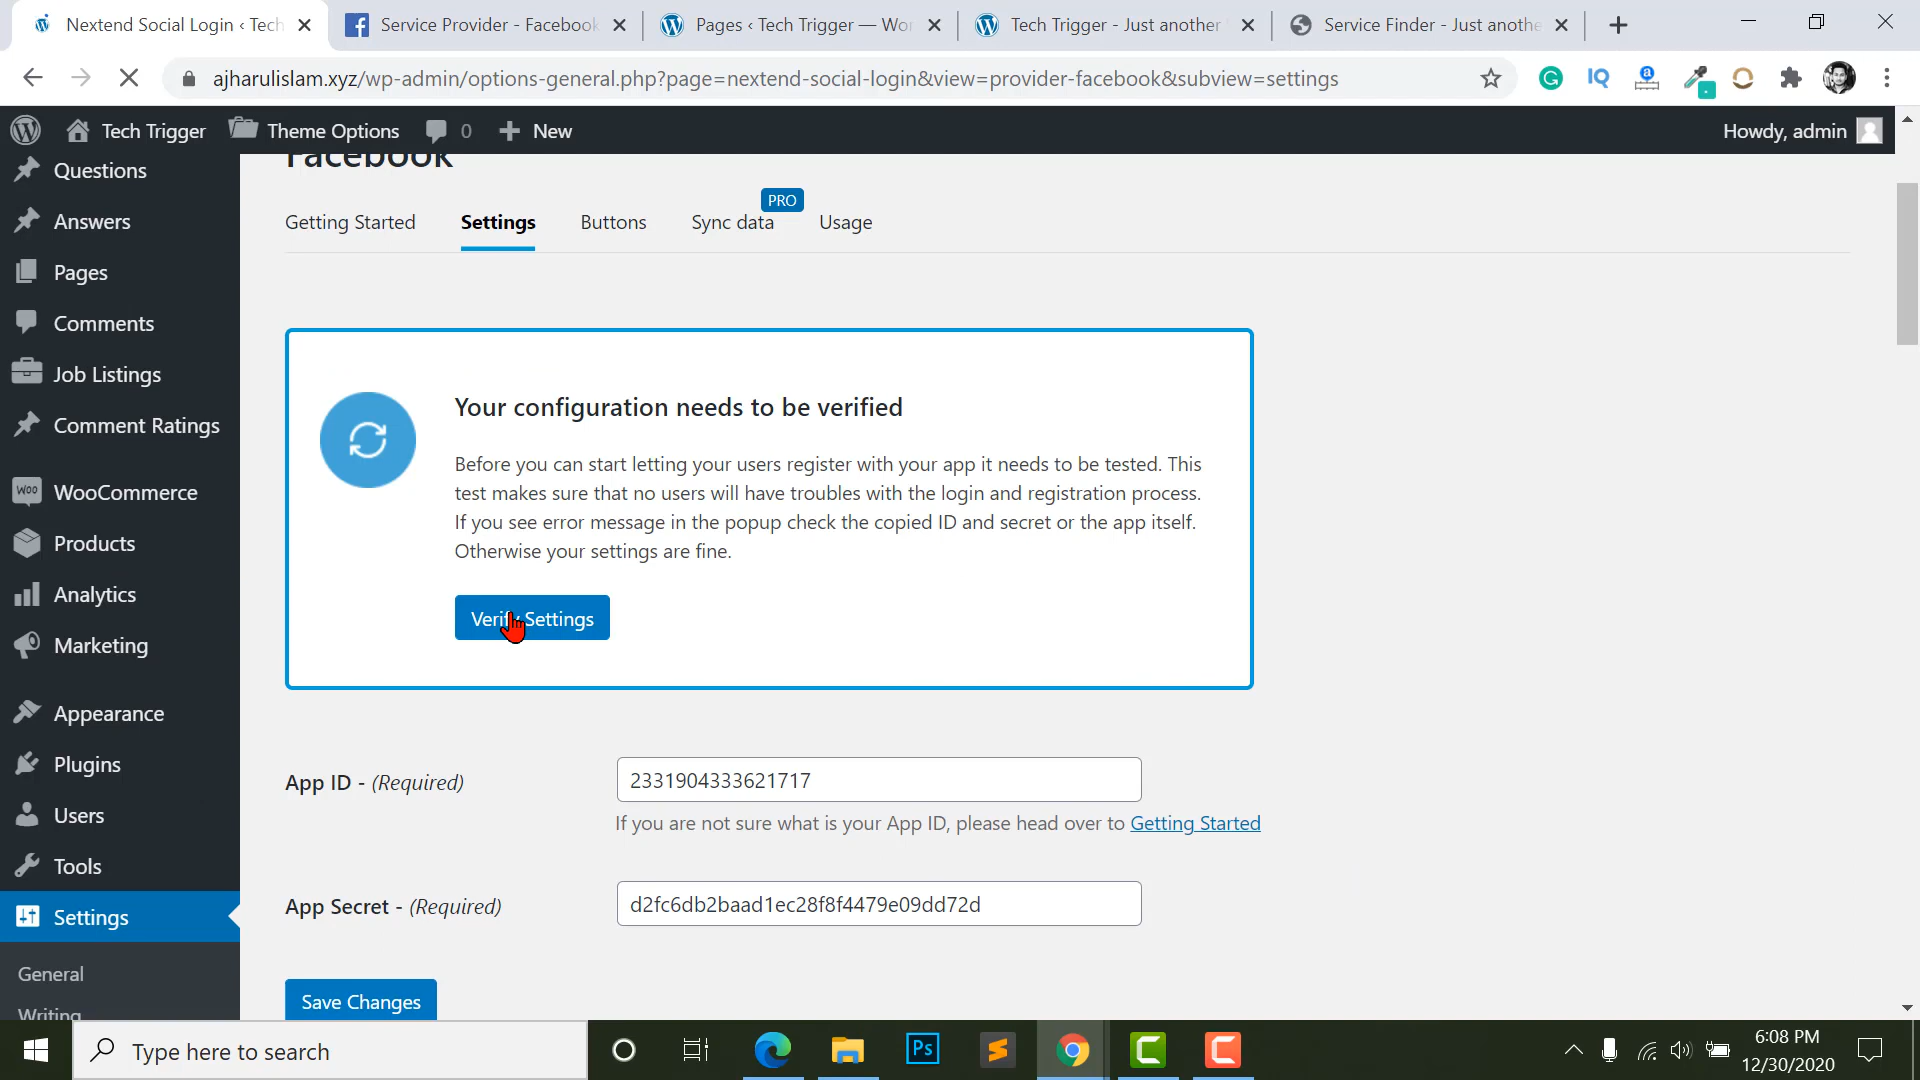 Nextend Social Login ‹ Tech
Service Provider - Facebook
Pages ‹ Tech Trigger — Wor
Tech Trigger - Just another
Service Finder - Just anothe
ajharulislam.xyz/wp-admin/options-general.php?page=nextend-social-login&view=provider-facebook&subview=settings
Tech Trigger
Theme Options
0
New
Howdy, admin
Questions
Answers
Pages
Comments
Job Listings
Comment Ratings
WooCommerce
Products
Analytics
Marketing
Appearance
Plugins
Users
Tools
Settings
General
Writing
Facebook
Getting Started
Settings
Buttons
Sync data
PRO
Usage
Your configuration needs to be verified
Before you can start letting your users register with your app it needs to be tested. This
test makes sure that no users will have troubles with the login and registration process.
If you see error message in the popup check the copied ID and secret or the app itself.
Otherwise your settings are fine.
Verify Settings
App ID - (Required)
2331904333621717
If you are not sure what is your App ID, please head over to Getting Started
App Secret - (Required)
d2fc6db2baad1ec28f8f4479e09dd72d
Save Changes
Type here to search
Ps
6:08 PM
12/30/2020